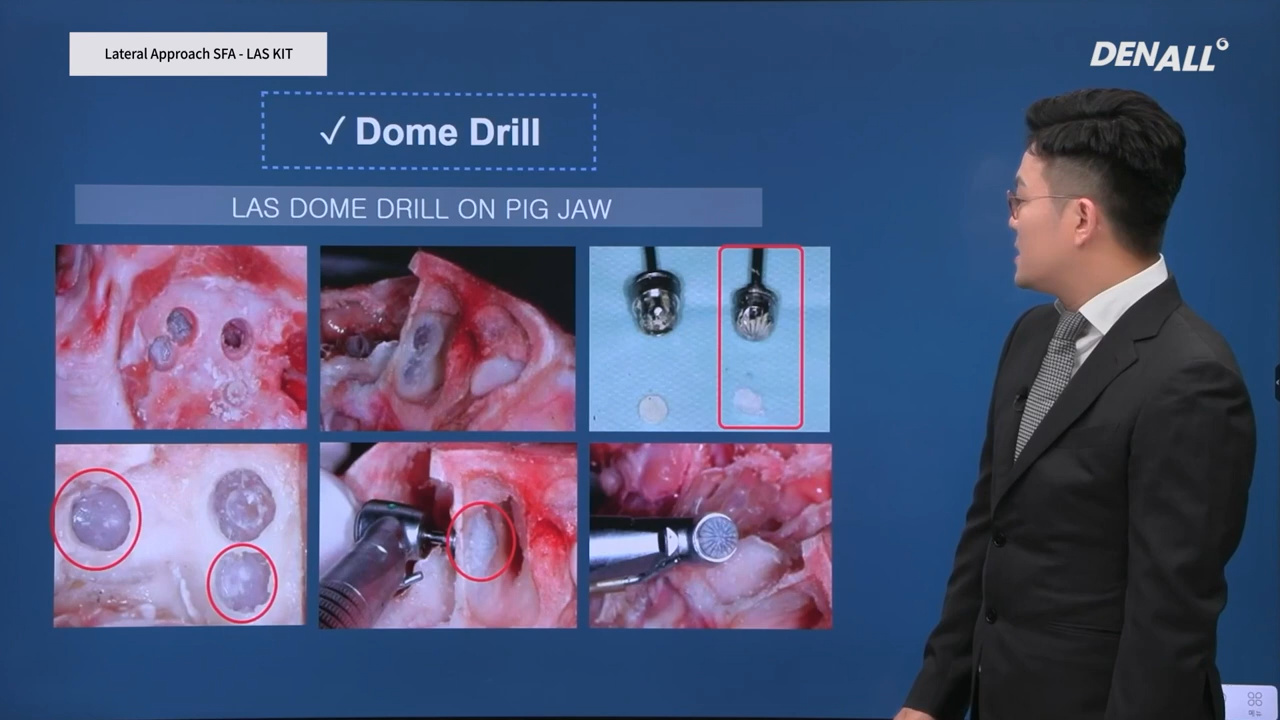 Lateral Approach SFA - LAS KIT
DENALL
✓ Dome Drill
LAS DOME DRILL ON PIG JAW